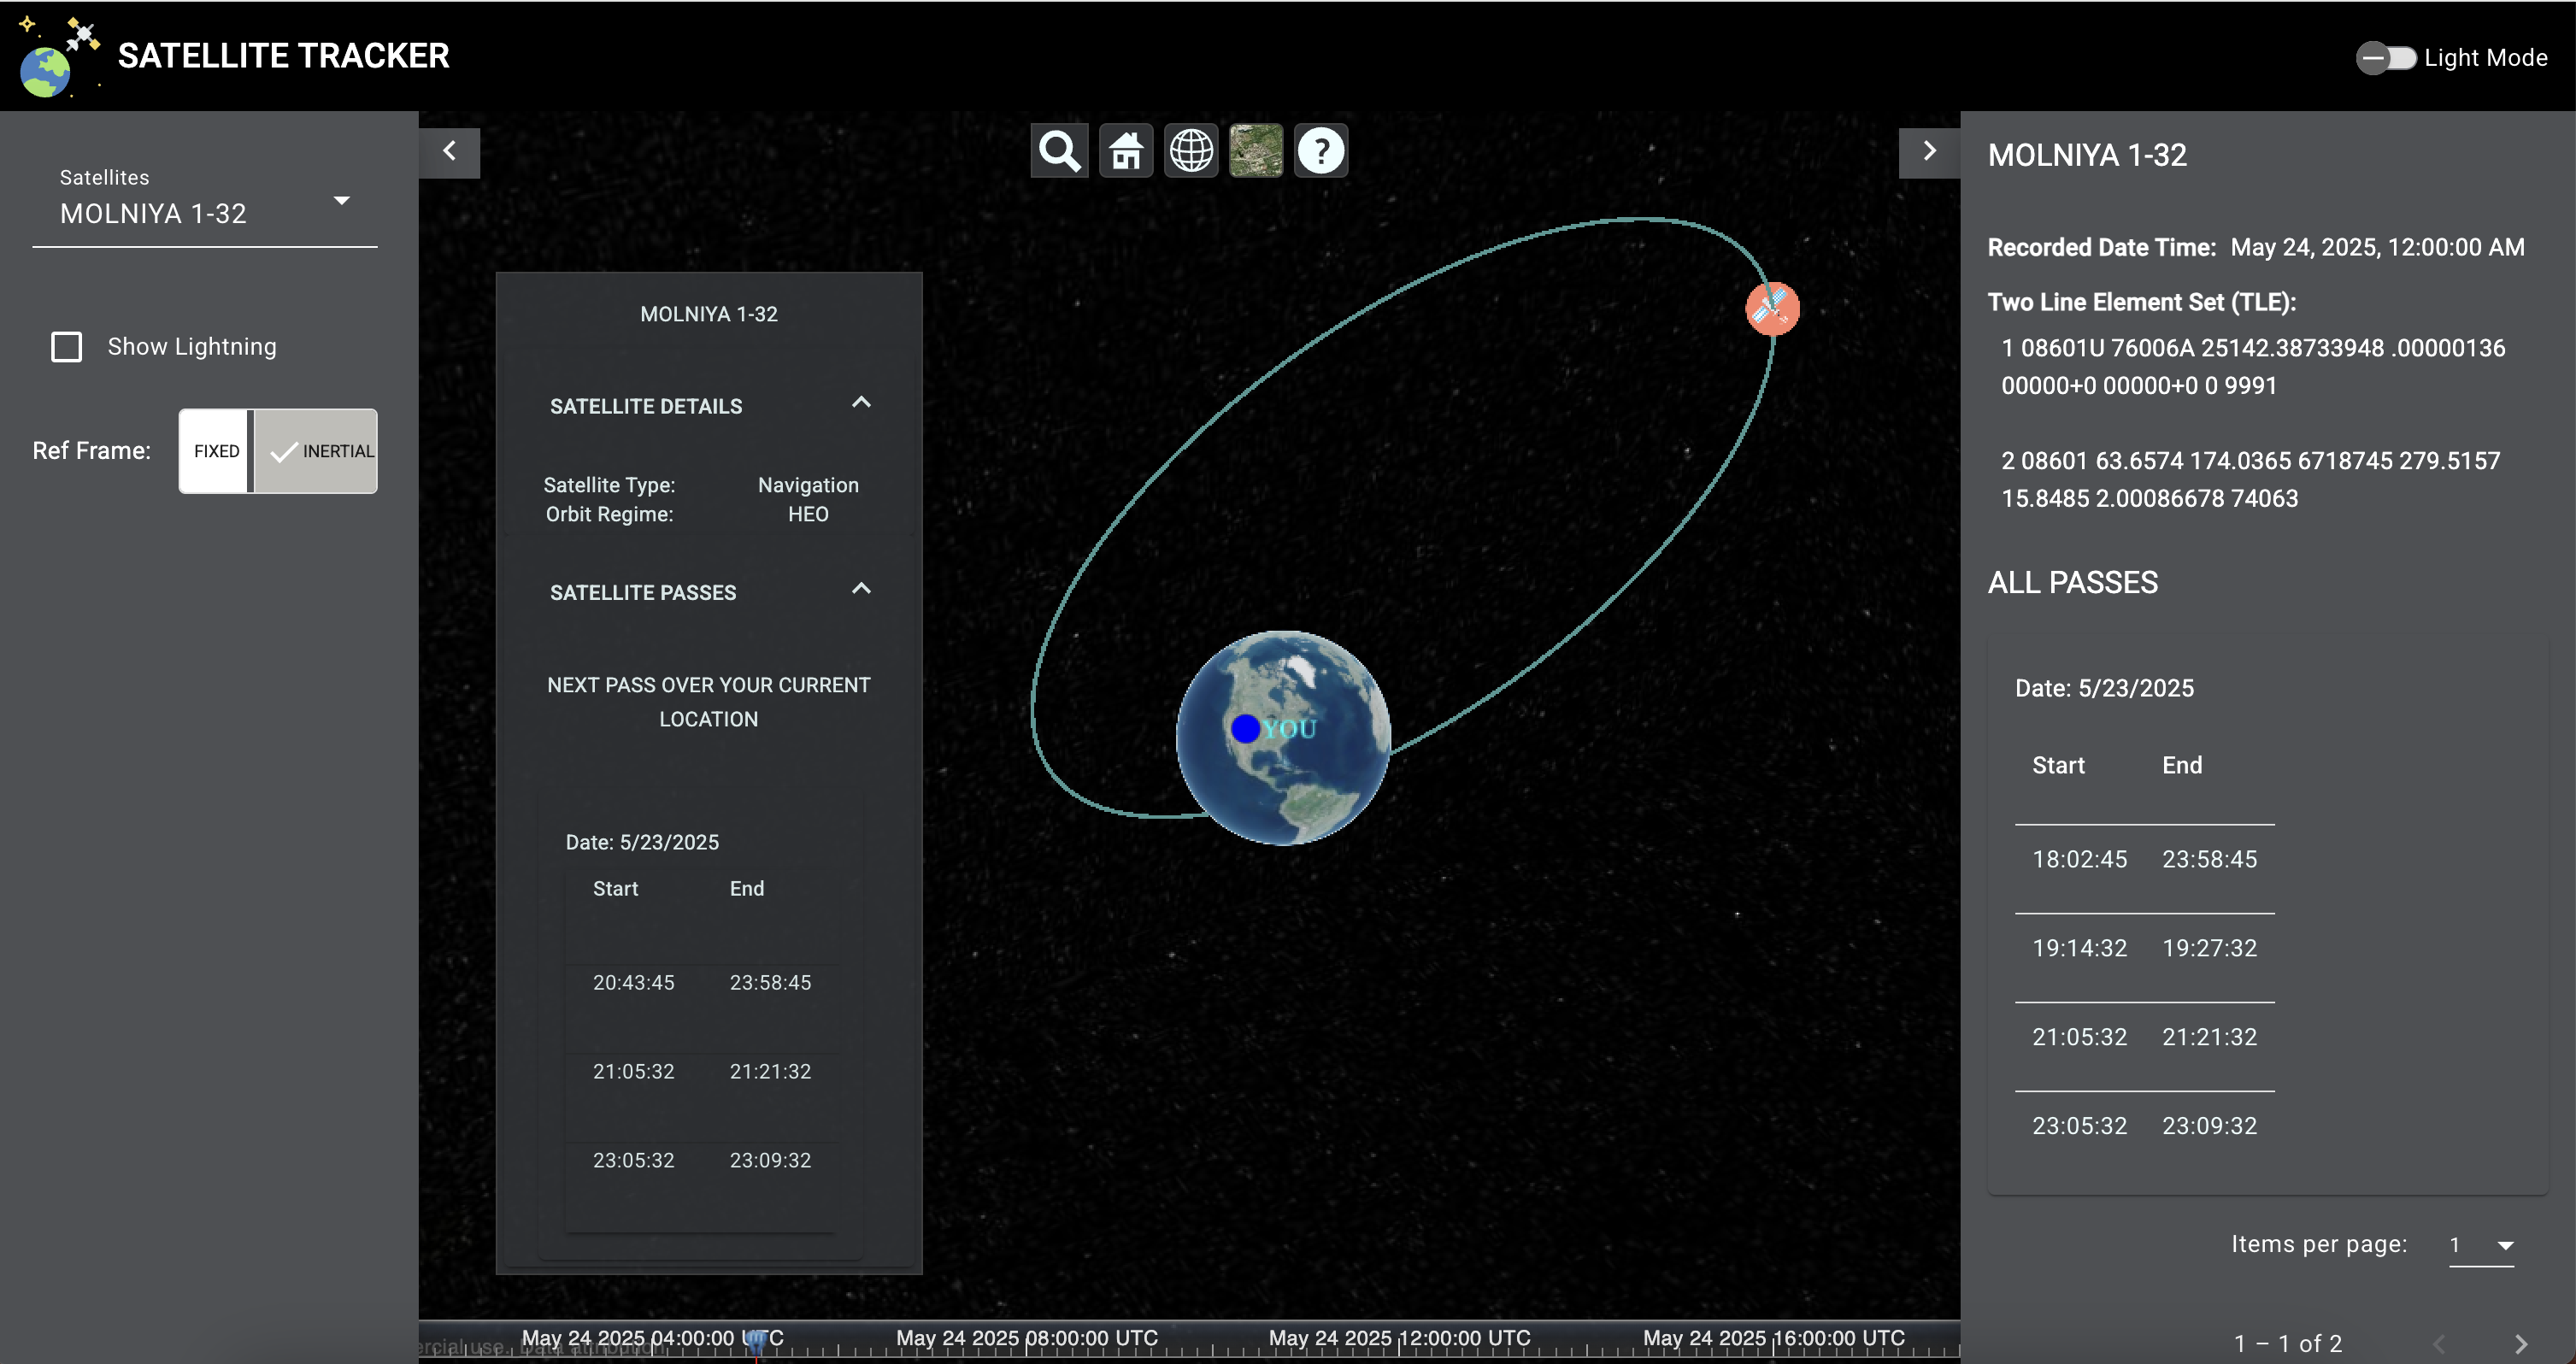 SATELLITE TRACKER
Light Mode
Satellites
MOLNIYA 1-32
Show Lightning
Ref Frame:
FIXED
INERTIAL
?
MOLNIYA 1-32
SATELLITE DETAILS
Satellite Type: Navigation
Orbit Regime: HEO
SATELLITE PASSES
NEXT PASS OVER YOUR CURRENT
LOCATION
Date: 5/23/2025
Start End
20:43:45 23:58:45
21:05:32 21:21:32
23:05:32 23:09:32
YOU
May 24 2025 04:00:00 UTC May 24 2025 08:00:00 UTC May 24 2025 12:00:00 UTC May 24 2025 16:00:00 UTC
use. Data attribution
MOLNIYA 1-32
Recorded Date Time: May 24, 2025, 12:00:00 AM
Two Line Element Set (TLE):
1 08601U 76006A 25142.38733948 .00000136
00000+0 00000+0 0 9991
2 08601 63.6574 174.0365 6718745 279.5157
15.8485 2.00086678 74063
ALL PASSES
Date: 5/23/2025
Start End
18:02:45 23:58:45
19:14:32 19:27:32
21:05:32 21:21:32
23:05:32 23:09:32
Items per page: 1
1 – 1 of 2